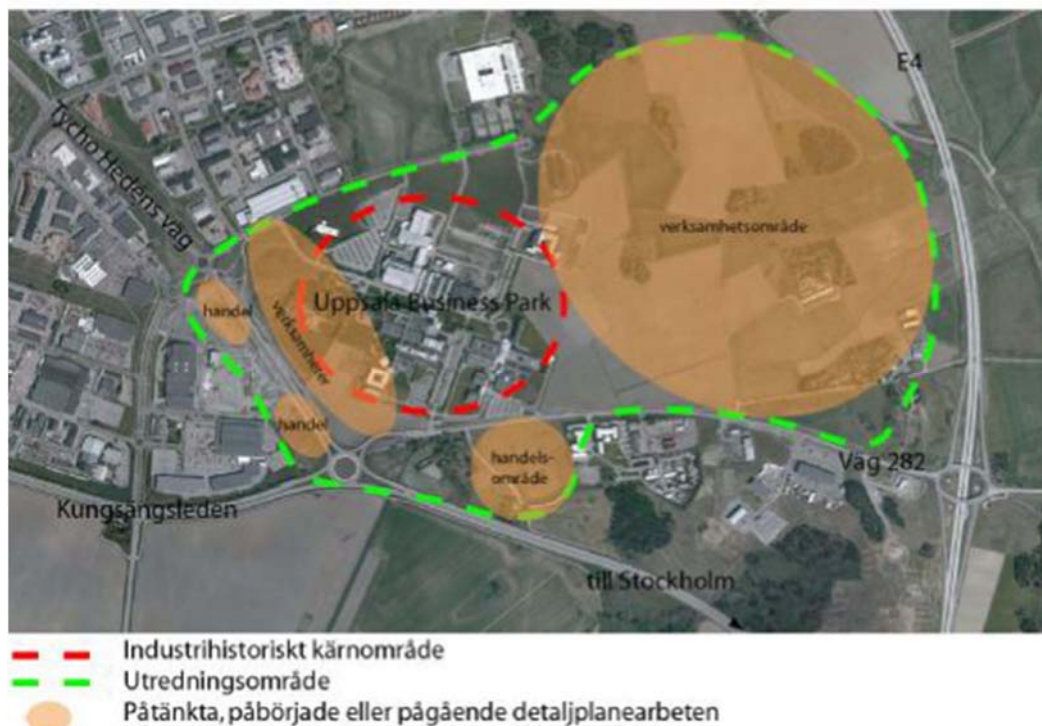 E4
Tycho Hedens väg
verksamhetsområde
Uppsala Business Park
handel
verksamheter
handel
handels-
område
Väg 282
Kungsängsleden
till Stockholm
Industrihistoriskt kärnområde
Utredningsområde
Påtänkta, påbörjade eller pågående detaljplanearbeten